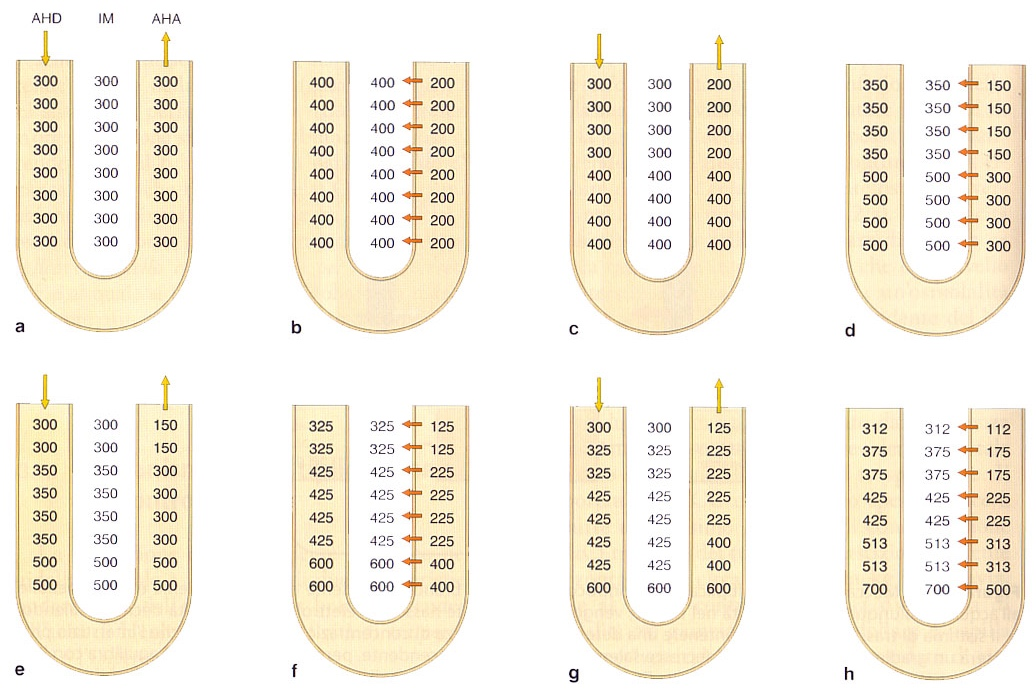 AHD IM AHA
300 300 300
300 300 300
300 300 300
300 300 300
300 300 300
300 300 300
300 300 300
300 300 300
a
400 400 200
400 400 200
400 400 200
400 400 200
400 400 200
400 400 200
400 400 200
400 400 200
b
300 300 200
300 300 200
300 300 200
300 300 200
400 400 400
400 400 400
400 400 400
400 400 400
c
350 350 150
350 350 150
350 350 150
350 350 150
500 500 300
500 500 300
500 500 300
500 500 300
d
300 300 150
300 300 150
350 350 300
350 350 300
350 350 300
350 350 300
500 500 500
500 500 500
e
325 325 125
325 325 125
425 425 225
425 425 225
425 425 225
425 425 225
600 600 400
600 600 400
f
300 300 125
325 325 225
325 325 225
425 425 225
425 425 225
425 425 400
425 425 400
600 600 600
g
312 312 112
375 375 175
375 375 175
425 425 225
425 425 225
513 513 313
513 513 313
700 700 500
h